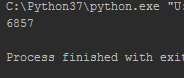 C:\Python37\python.exe "U:
6857
Process finished with exit